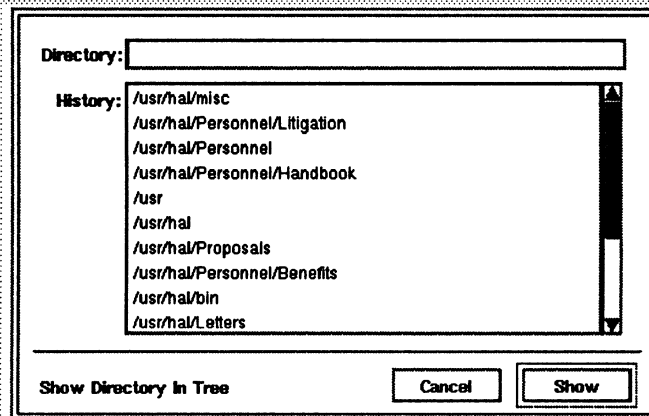 Directory:
History:
/usr/hal/misc
/usr/hal/Personnel/Litigation
/usr/hal/Personnel
/usr/hal/Personnel/Handbook
/usr
/usr/hal
/usr/hal/Proposals
/usr/hal/Personnel/Benefits
/usr/hal/bin
/usr/hal/Letters
Show Directory In Tree
Cancel
Show